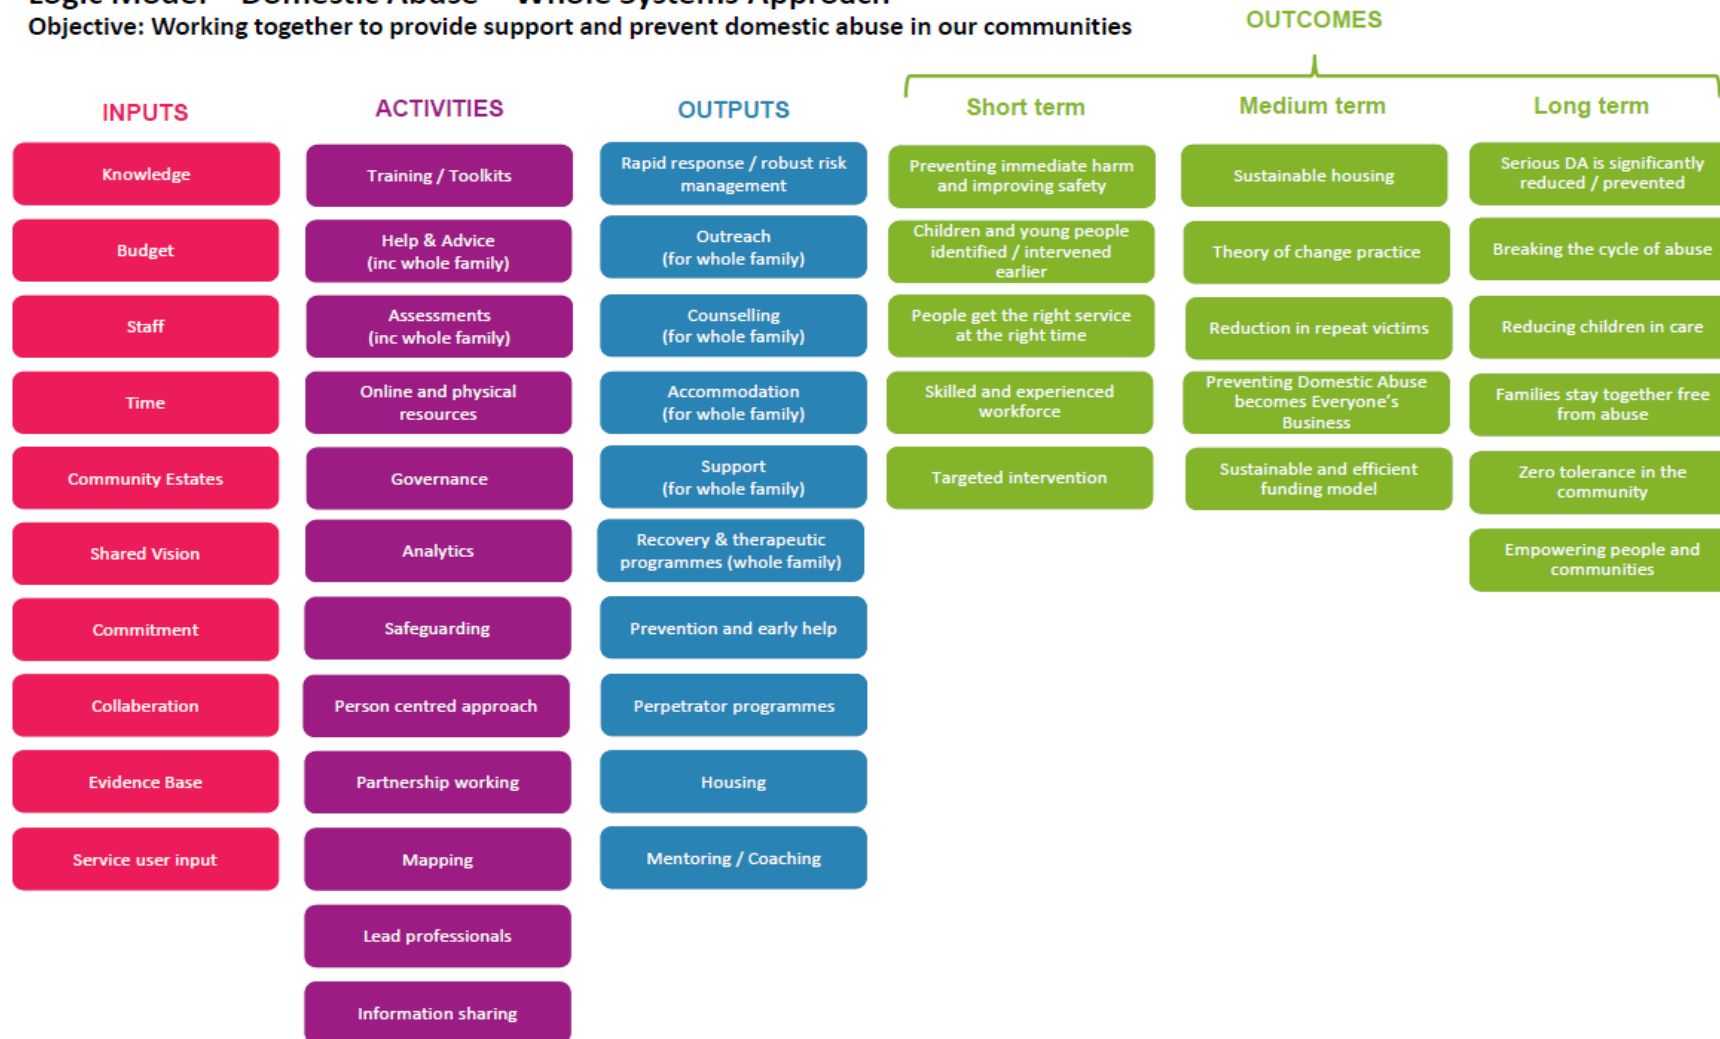 Logic Model – Domestic Abuse – Whole Systems Approach
Objective: Working together to provide support and prevent domestic abuse in our communities
OUTCOMES
INPUTS
Knowledge
Budget
Staff
Time
Community Estates
Shared Vision
Commitment
Collaberation
Evidence Base
Service user input
ACTIVITIES
Training / Toolkits
Help & Advice
(inc whole family)
Assessments
(inc whole family)
Online and physical
resources
Governance
Analytics
Safeguarding
Person centred approach
Partnership working
Mapping
Lead professionals
Information sharing
OUTPUTS
Rapid response / robust risk
management
Outreach
(for whole family)
Counselling
(for whole family)
Accommodation
(for whole family)
Support
(for whole family)
Recovery & therapeutic
programmes (whole family)
Prevention and early help
Perpetrator programmes
Housing
Mentoring / Coaching
Short term
Preventing immediate harm
and improving safety
Children and young people
identified / intervened
earlier
People get the right service
at the right time
Skilled and experienced
workforce
Targeted intervention
Medium term
Sustainable housing
Theory of change practice
Reduction in repeat victims
Preventing Domestic Abuse
becomes Everyone’s
Business
Sustainable and efficient
funding model
Long term
Serious DA is significantly
reduced / prevented
Breaking the cycle of abuse
Reducing children in care
Families stay together free
from abuse
Zero tolerance in the
community
Empowering people and
communities